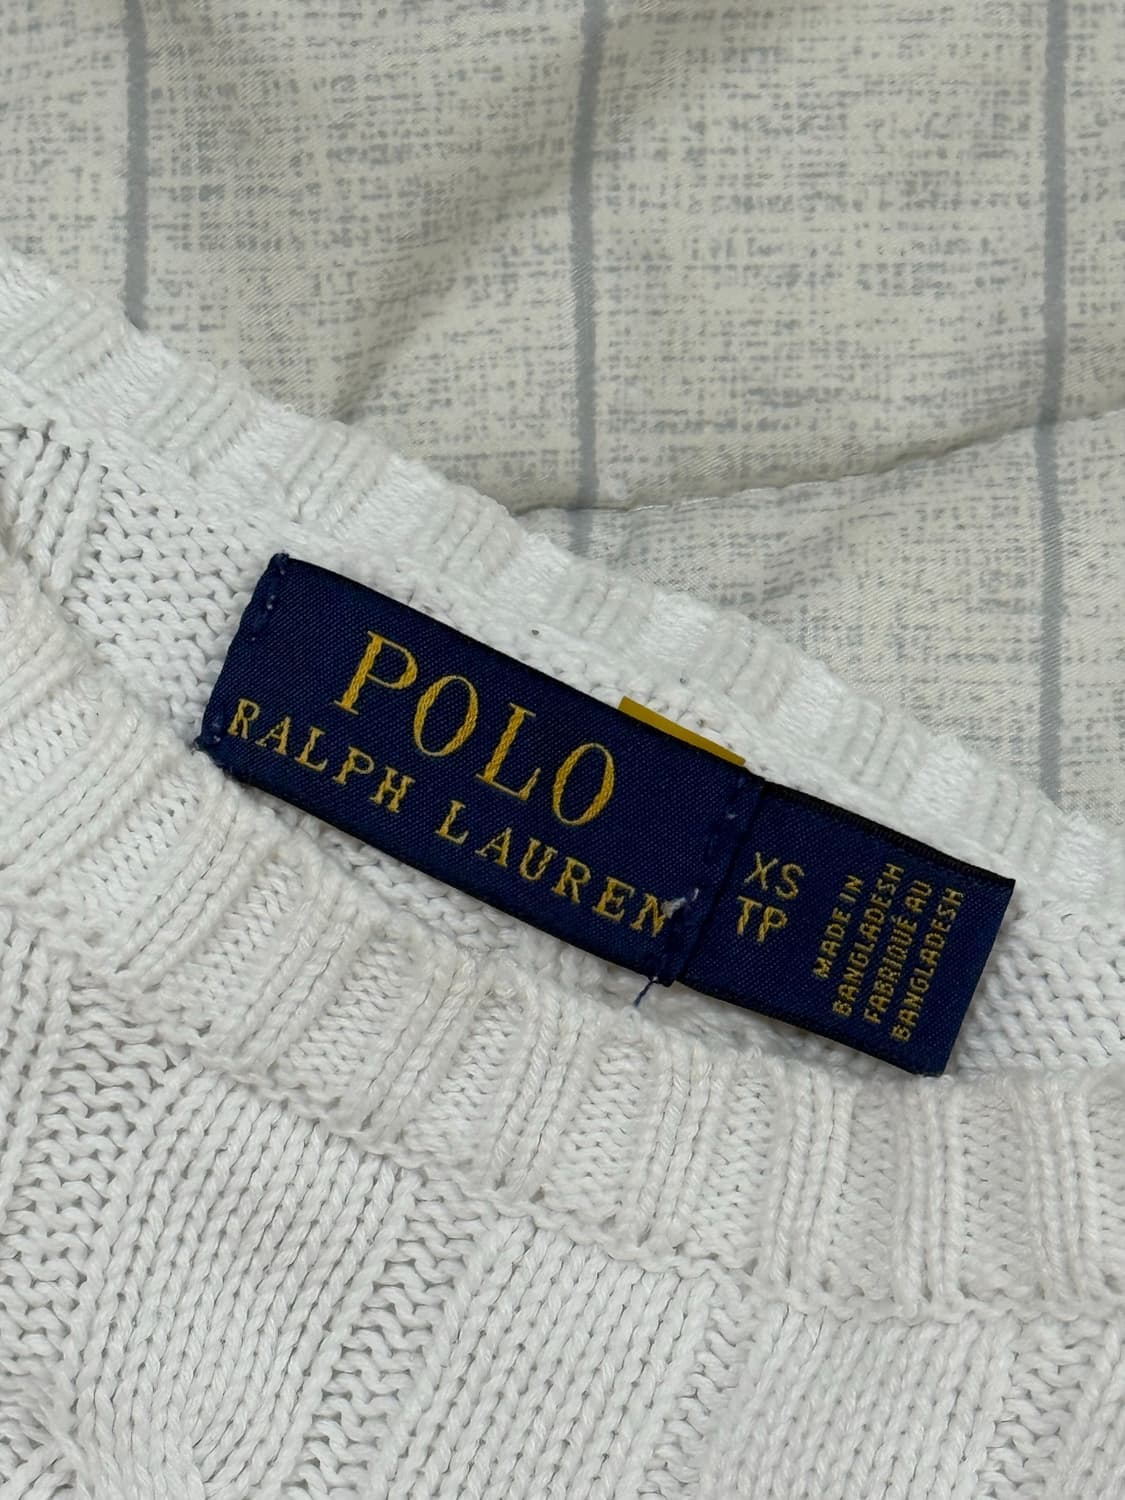 POLO
RALPH LAUREN
XS
TP
MADE IN
BANGLADESH
FABRIQUÉ AU
BANGLADESH